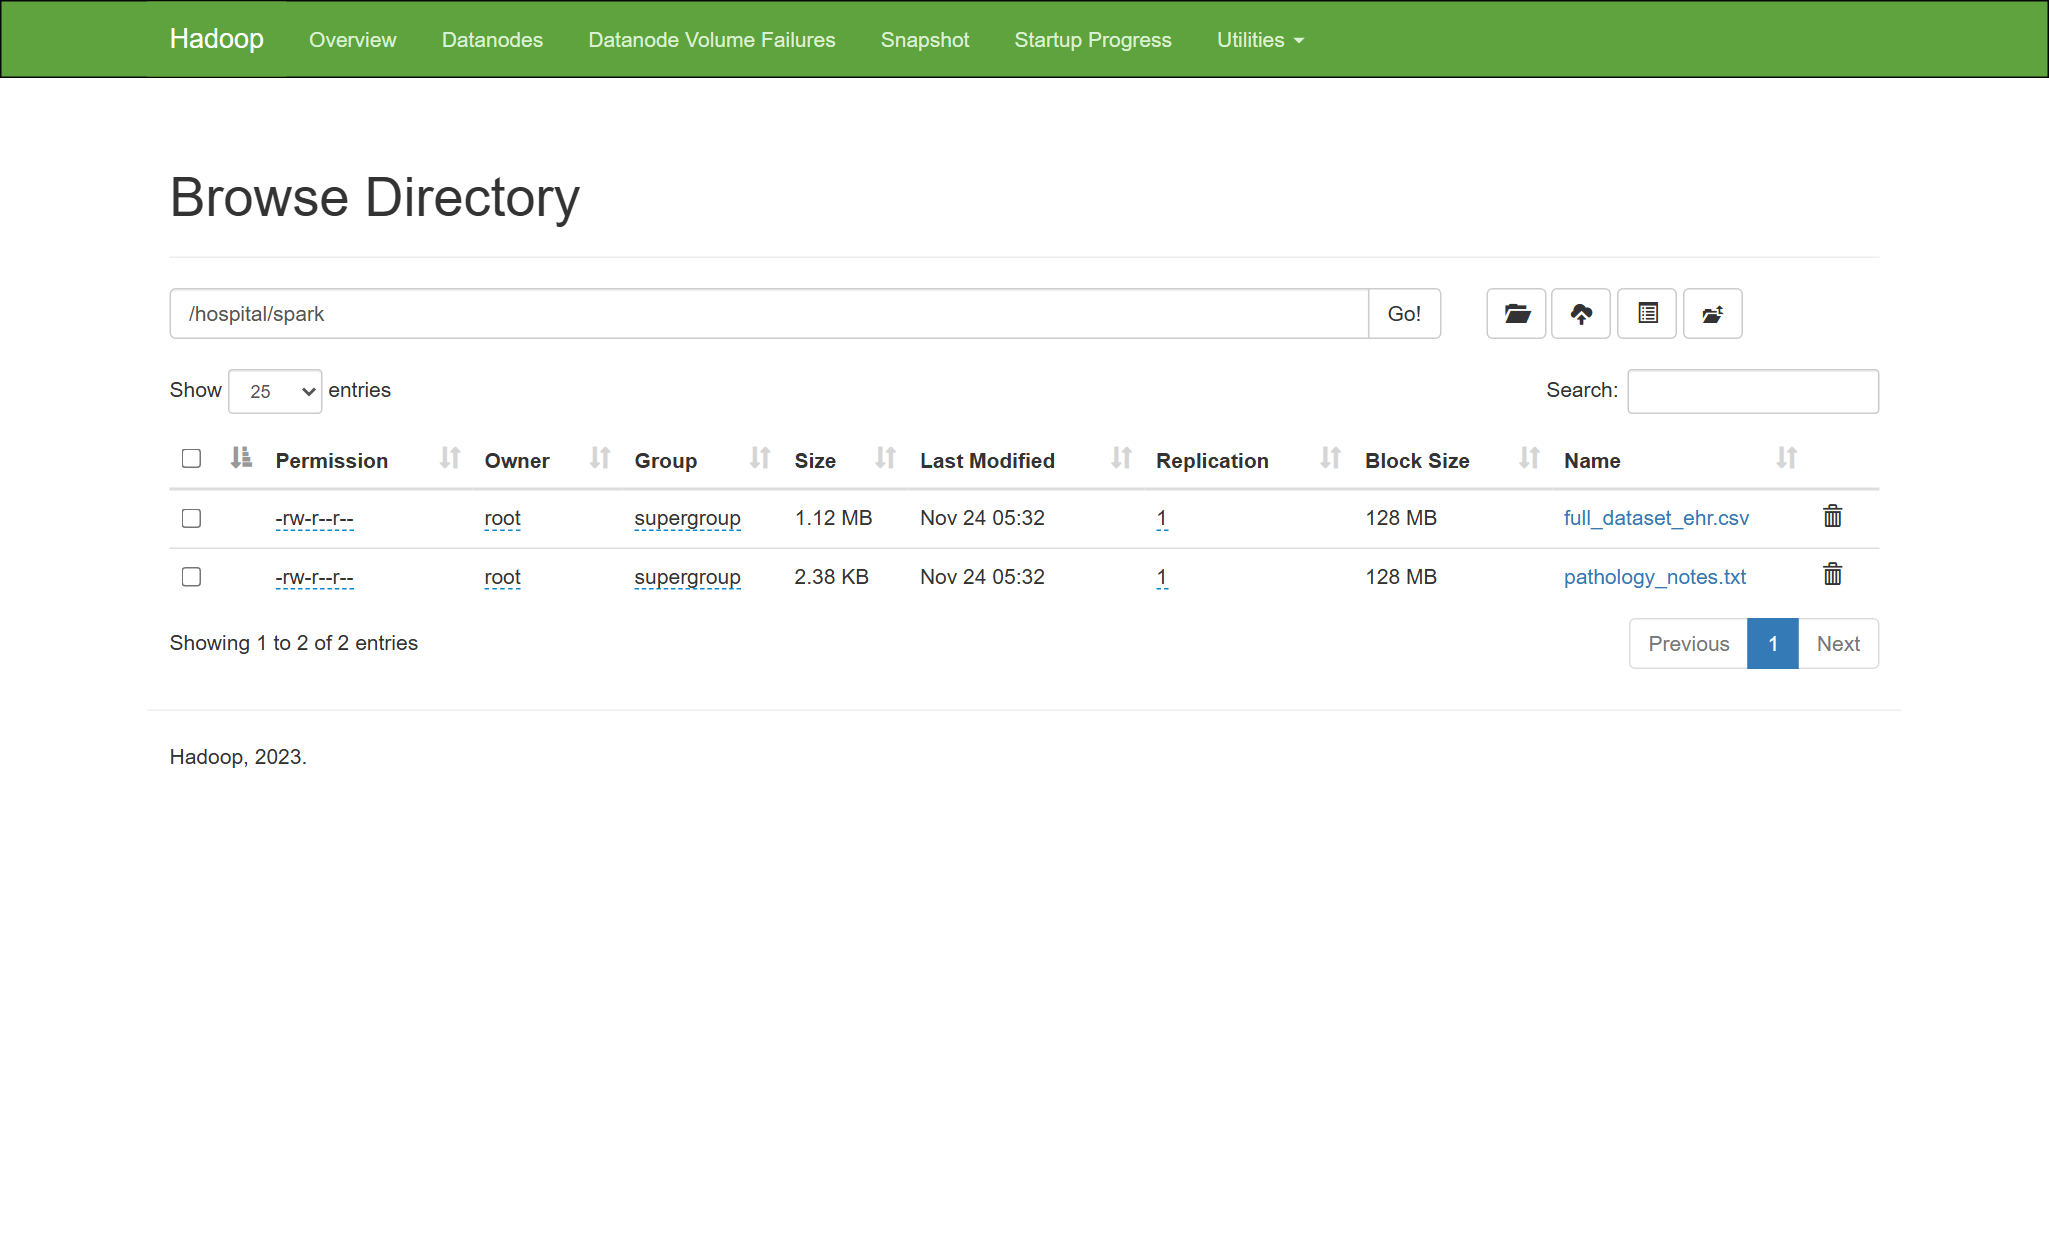 Hadoop Overview Datanodes Datanode Volume Failures Snapshot Startup Progress Utilities
Browse Directory
/hospital/spark Go!
Show 25 entries Search:
Permission Owner Group Size Last Modified Replication Block Size Name
-rw-r--r-- root supergroup 1.12 MB Nov 24 05:32 1 128 MB full_dataset_ehr.csv
-rw-r--r-- root supergroup 2.38 KB Nov 24 05:32 1 128 MB pathology_notes.txt
Showing 1 to 2 of 2 entries Previous 1 Next
Hadoop, 2023.